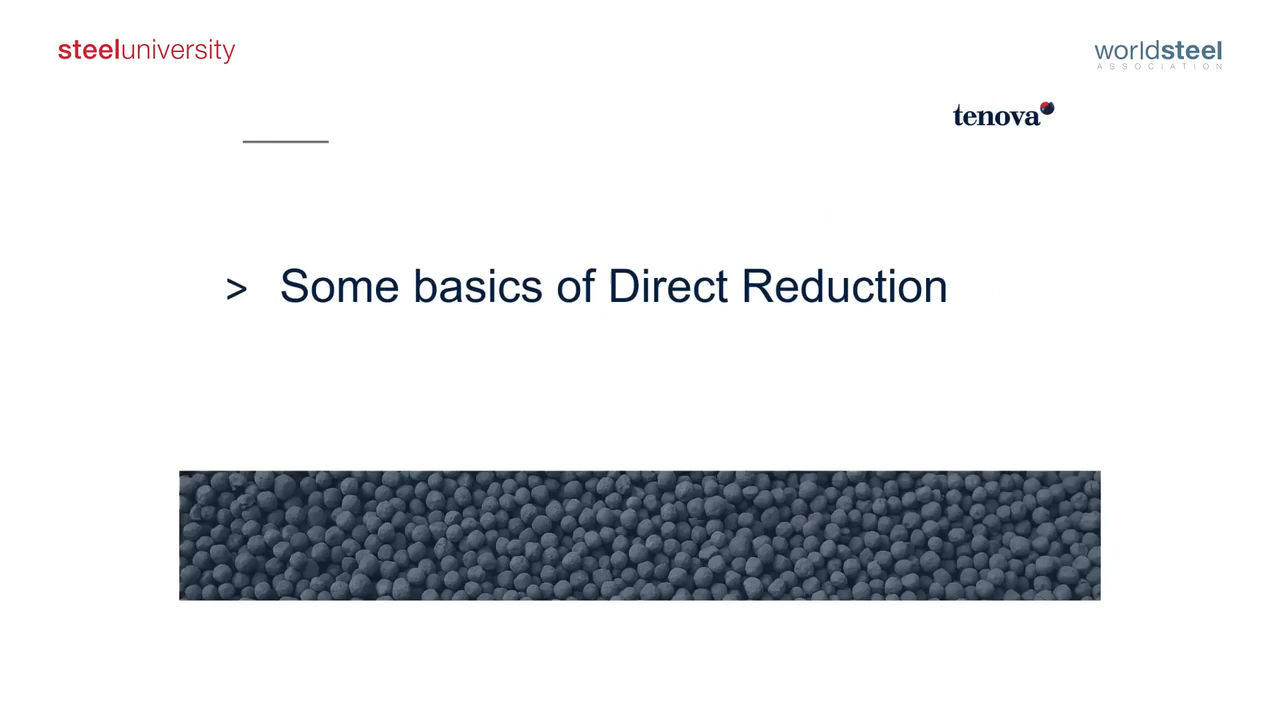 steeluniversity
worldsteel
ASSOCIATION
tenova
> Some basics of Direct Reduction